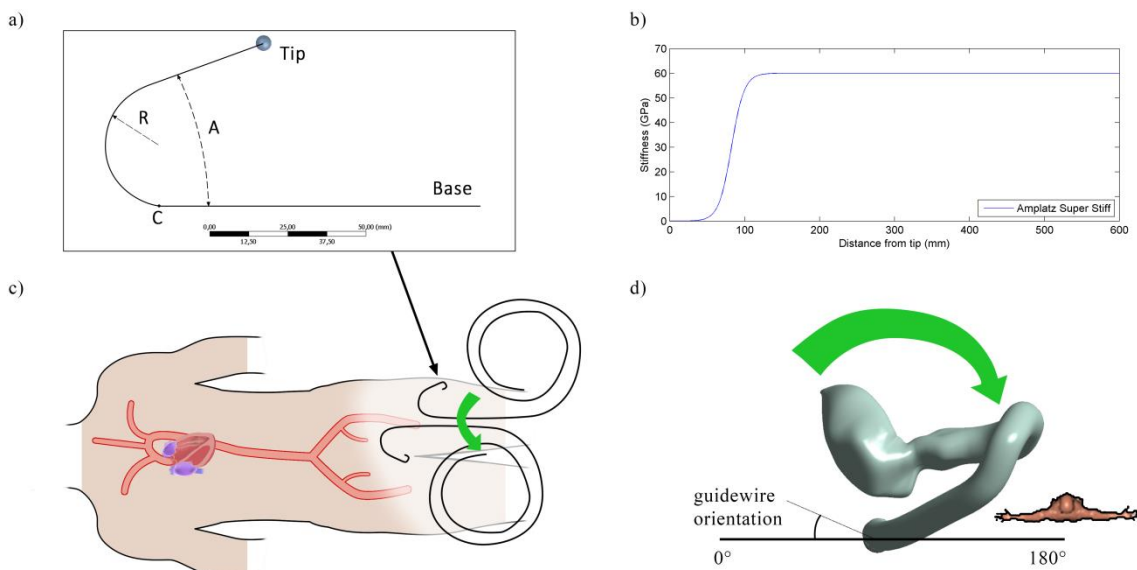 a)
Tip
R
A
Base
C
0,00 25,00 50,00 (mm)
12,50 37,50
b)
70
60
50
40
30
20
10
0
Stiffness (GPa)
Amplatz Super Stiff
0 100 200 300 400 500 600
Distance from tip (mm)
c)
d)
guidewire
orientation
0° 180°